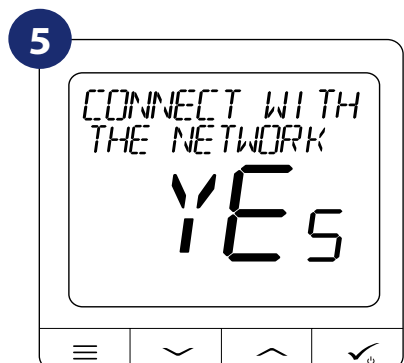 5
CONNECT WITH
THE NETWORK
YES